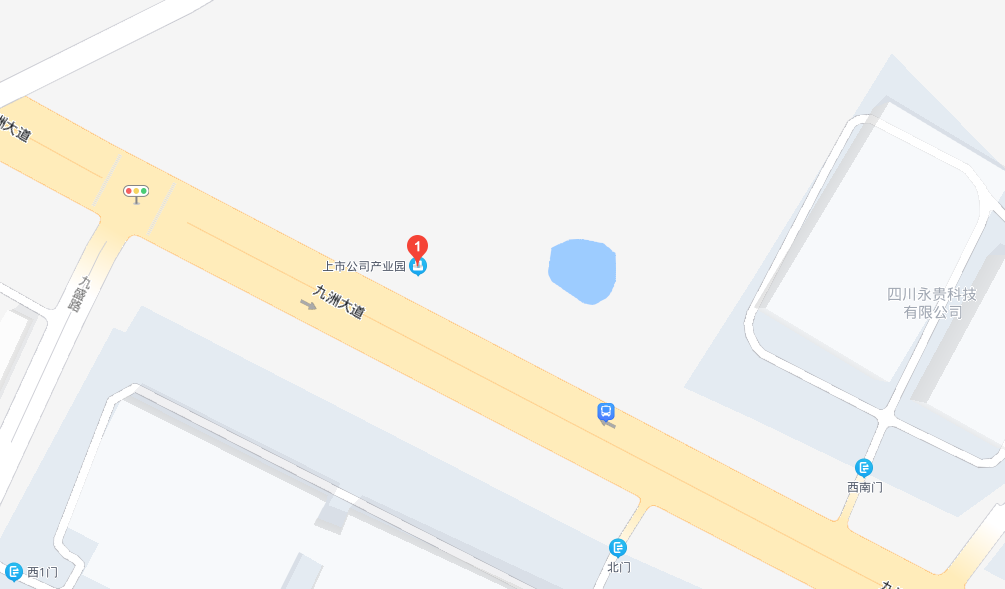 洲大道
1
上市公司产业园
九洲大道
九盛路
四川永贵科技
有限公司
西南门
北门
西1门
九